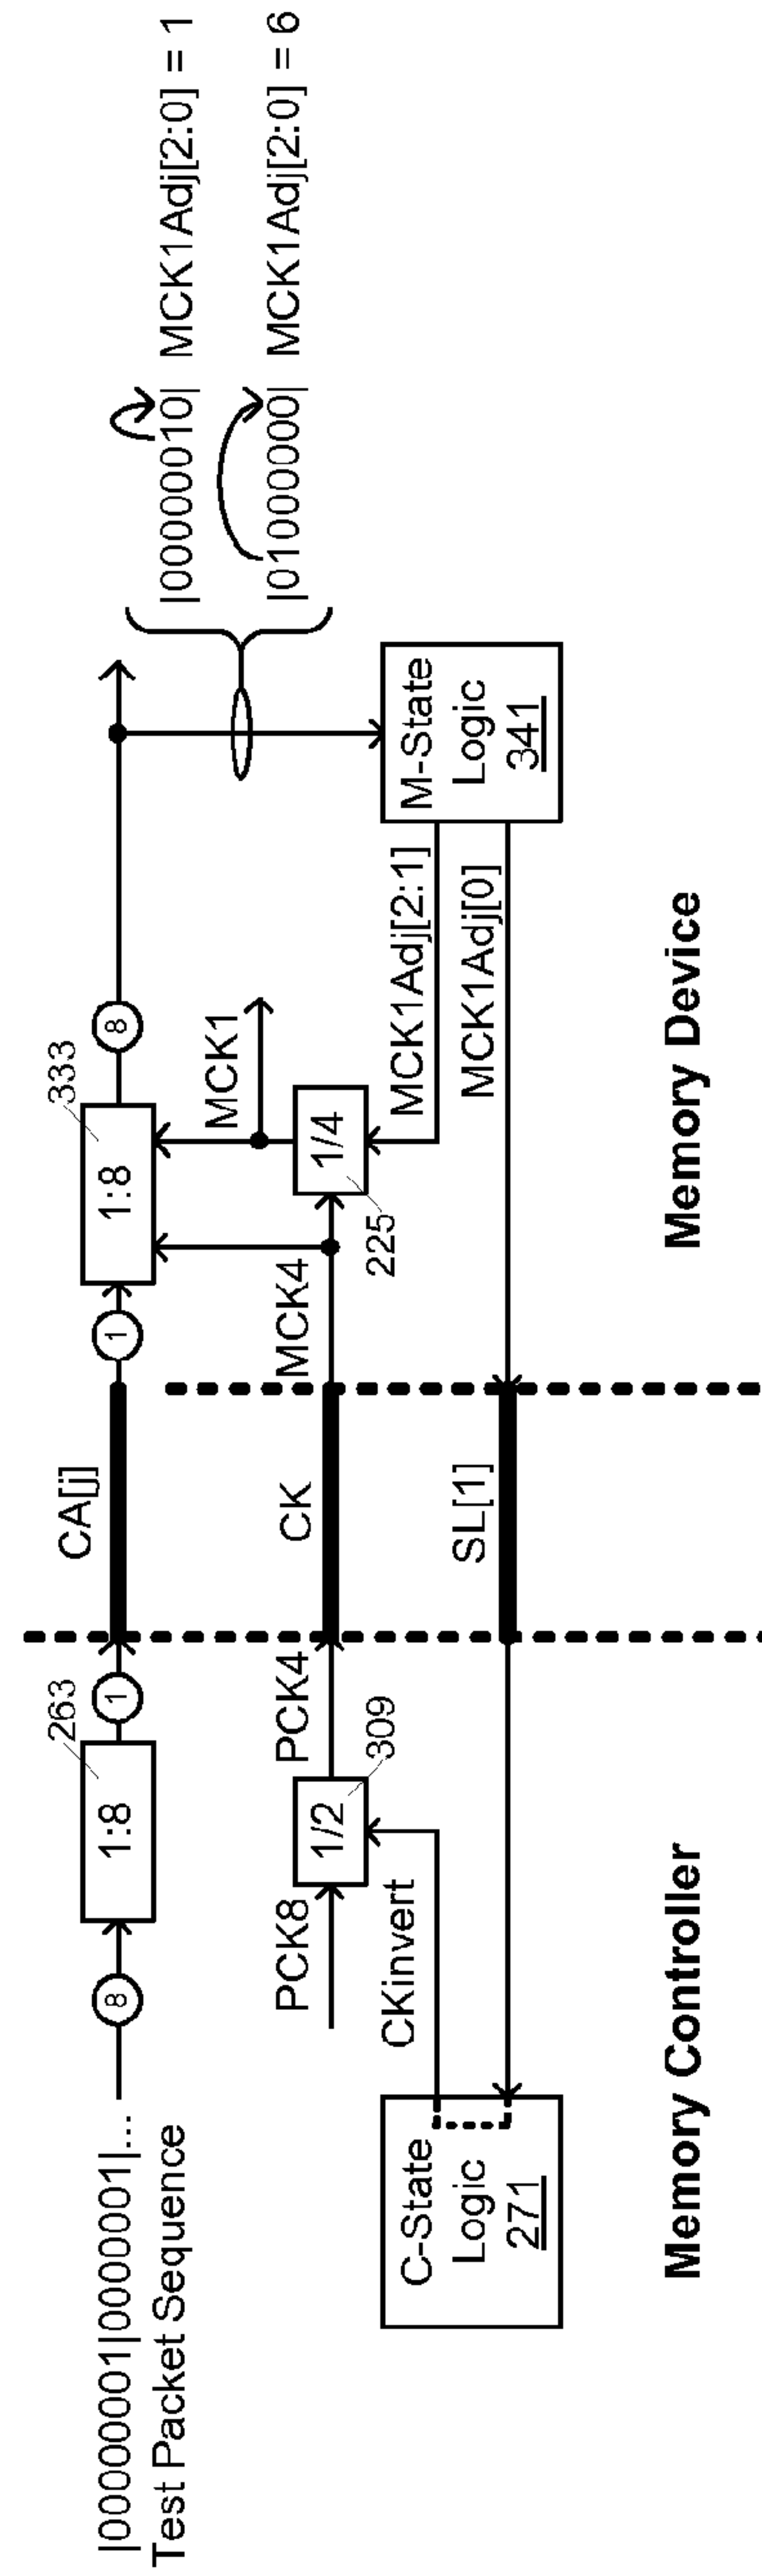 |00000001|0000001|...
Test Packet Sequence
8
263
1:8
1
CA[j]
1
333
1:8
8
|00000010| MCK1Adj[2:0] = 1
|01000000| MCK1Adj[2:0] = 6
PCK8
1/2
309
PCK4
CK
MCK4
1/4
225
MCK1
CKinvert
C-State
Logic
271
SL[1]
MCK1Adj[2:1]
MCK1Adj[0]
M-State
Logic
341
Memory Controller
Memory Device